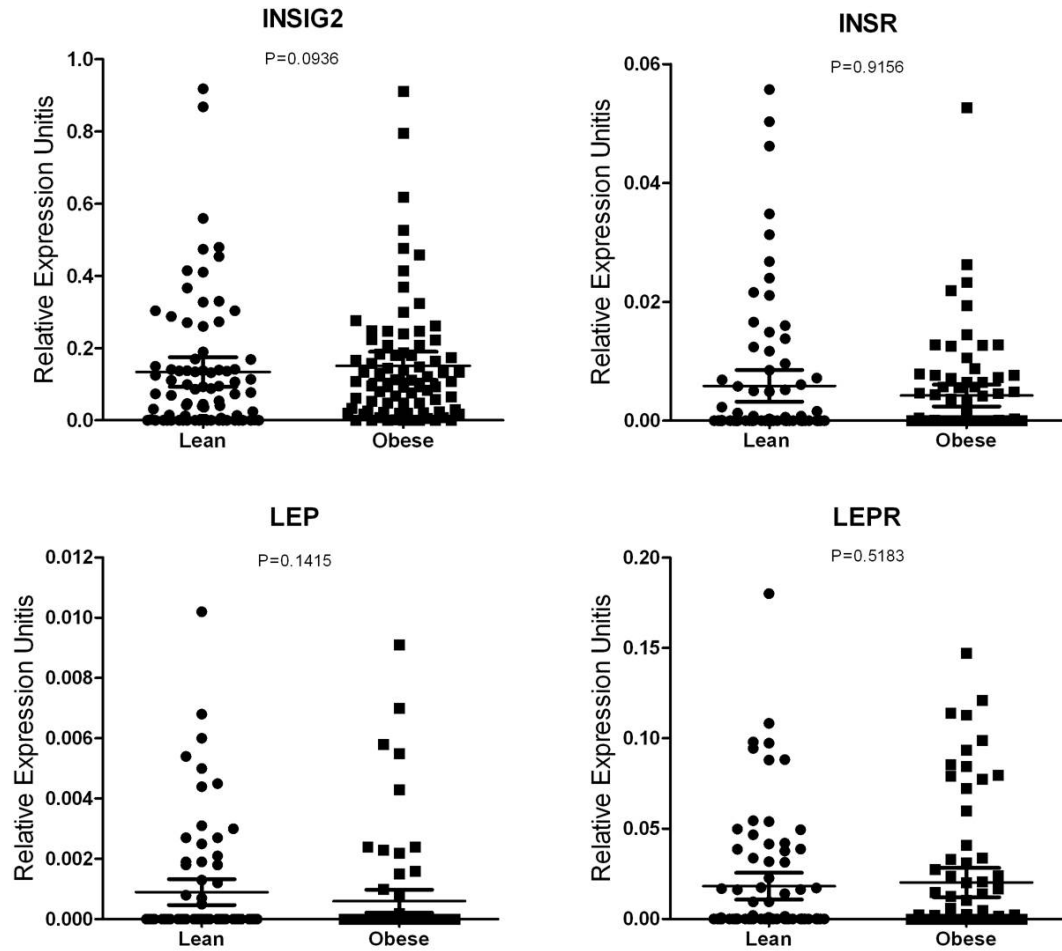 INSIG2
P=0.0936
Relative Expression Unitis
1.0
0.8
0.6
0.4
0.2
0.0
Lean Obese
INSR
P=0.9156
Relative Expression Unitis
0.06
0.04
0.02
0.00
Lean Obese
LEP
P=0.1415
Relative Expression Unitis
0.012
0.010
0.008
0.006
0.004
0.002
0.000
Lean Obese
LEPR
P=0.5183
Relative Expression Unitis
0.20
0.15
0.10
0.05
0.00
Lean Obese